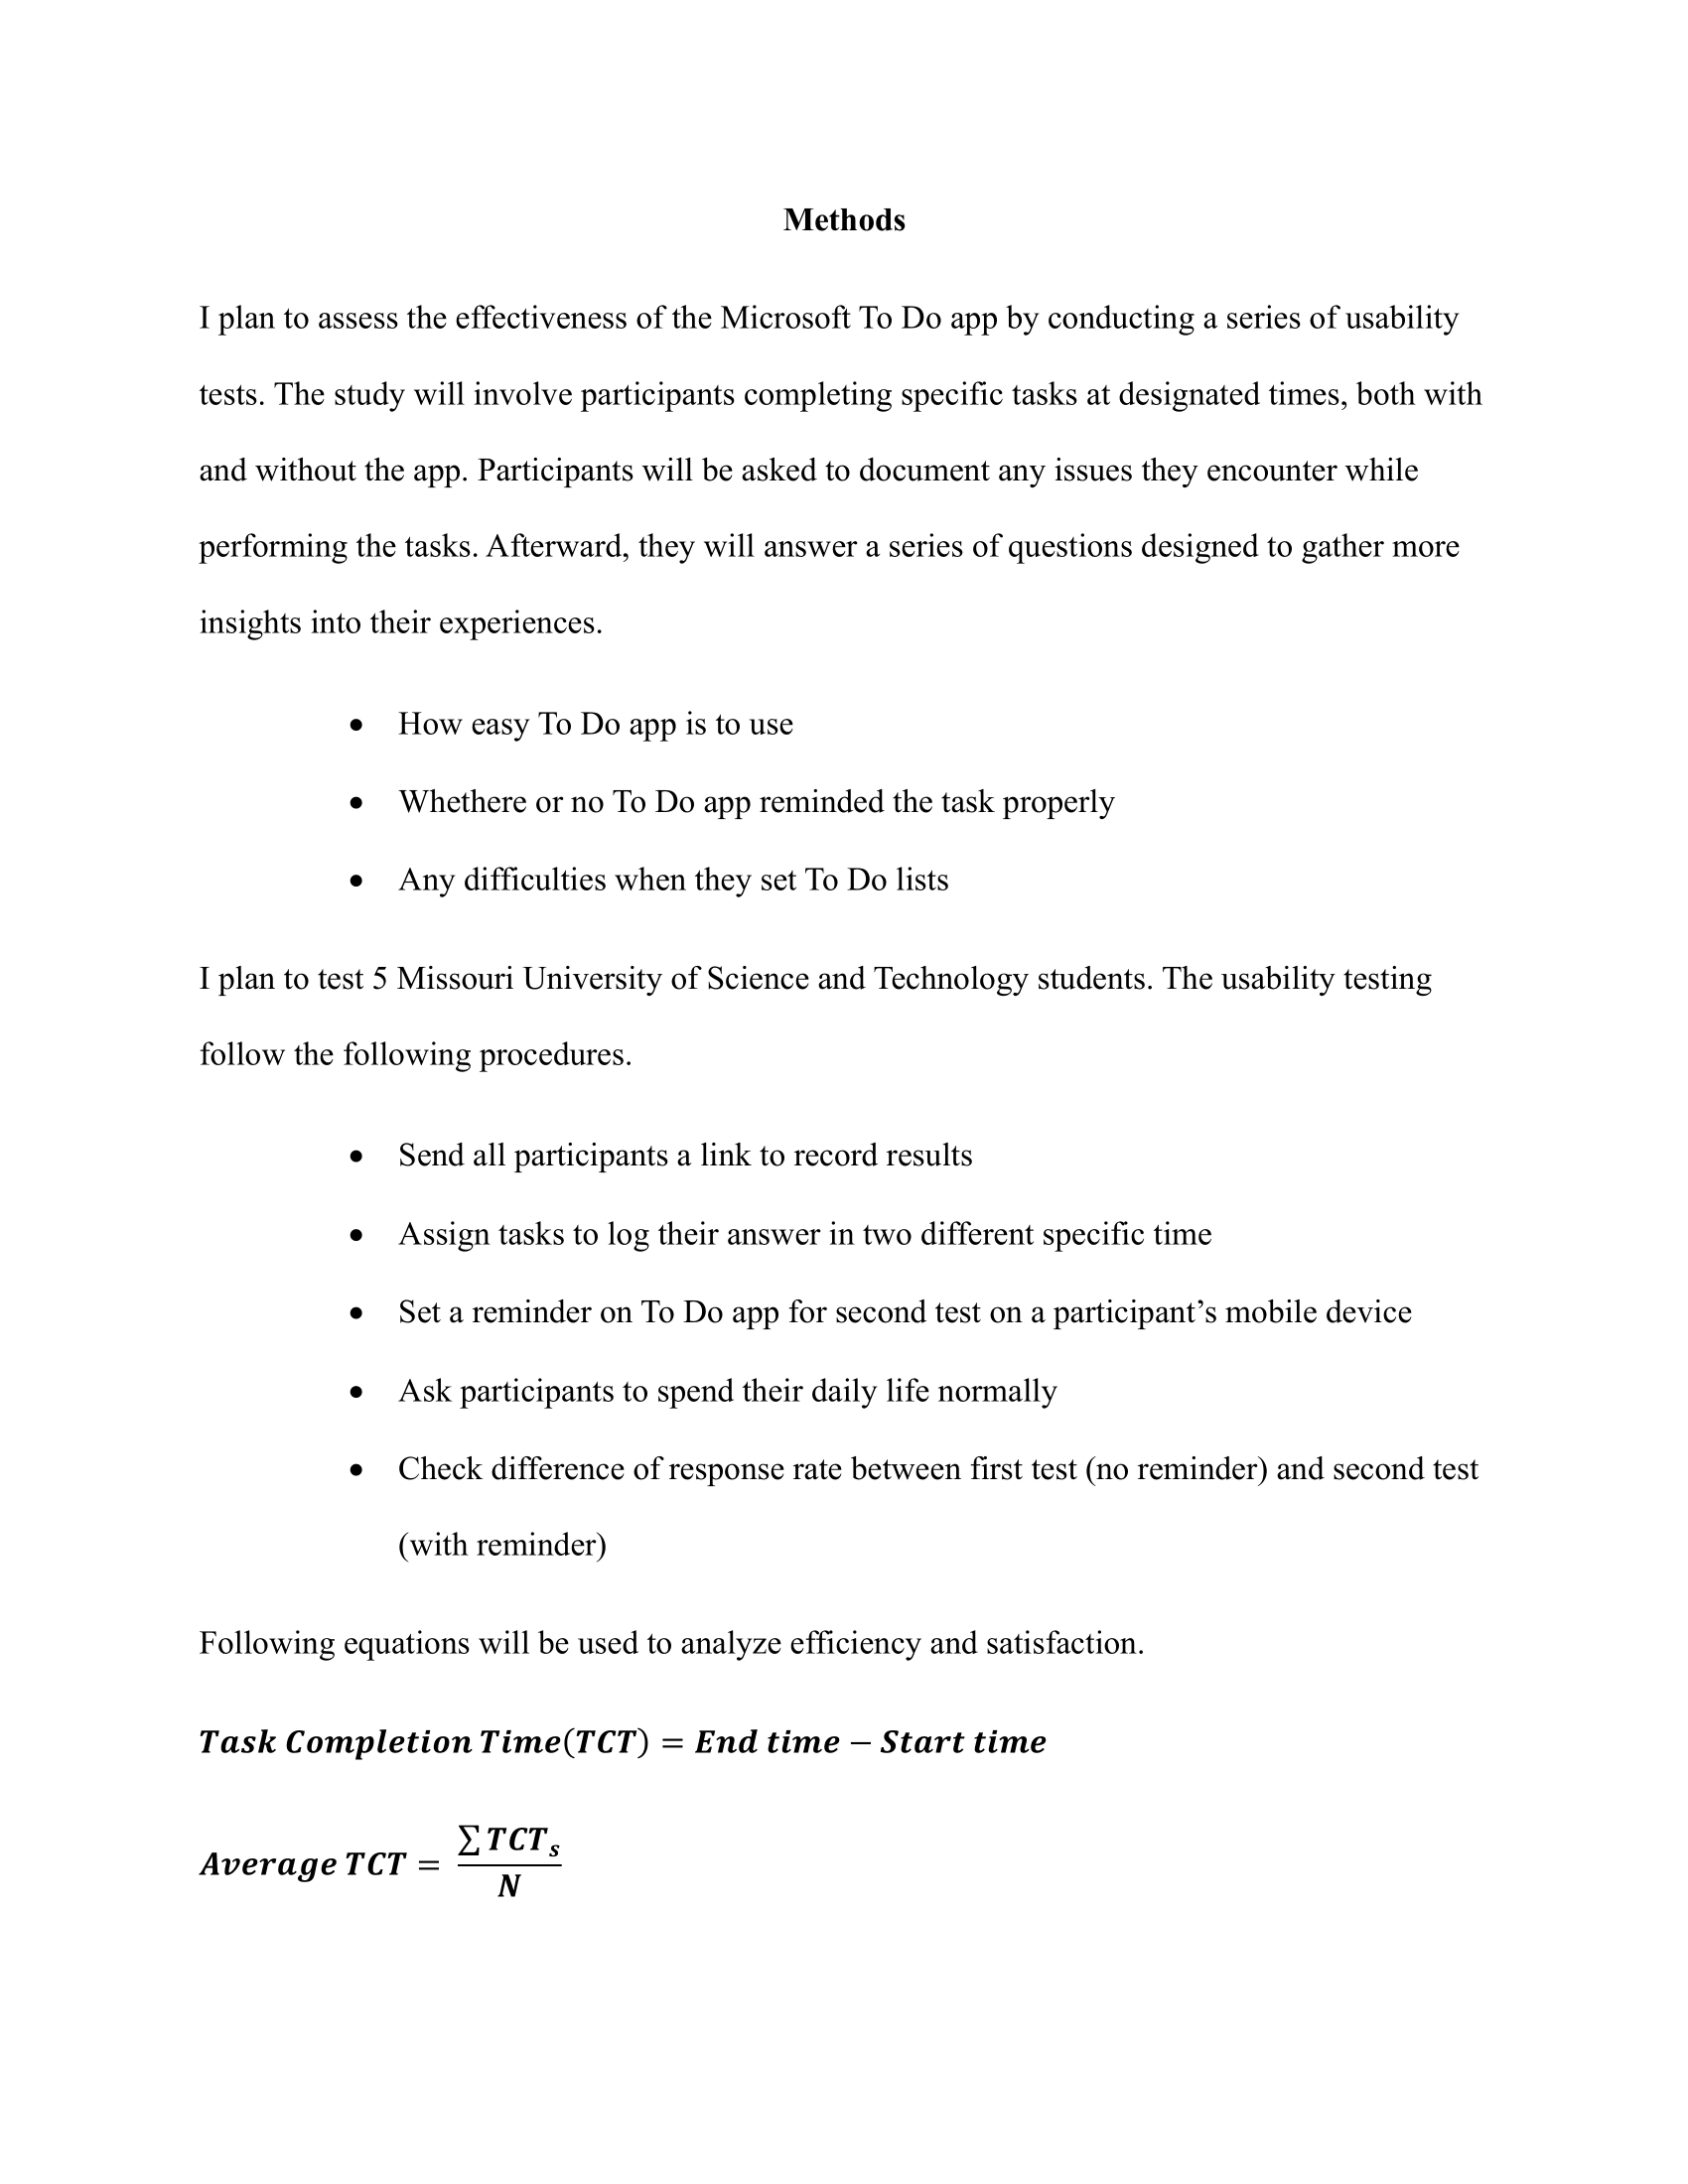 Methods
I plan to assess the effectiveness of the Microsoft To Do app by conducting a series of usability
tests. The study will involve participants completing specific tasks at designated times, both with
and without the app. Participants will be asked to document any issues they encounter while
performing the tasks. Afterward, they will answer a series of questions designed to gather more
insights into their experiences.
• How easy To Do app is to use
• Whethere or no To Do app reminded the task properly
• Any difficulties when they set To Do lists
I plan to test 5 Missouri University of Science and Technology students. The usability testing
follow the following procedures.
• Send all participants a link to record results
• Assign tasks to log their answer in two different specific time
• Set a reminder on To Do app for second test on a participant’s mobile device
• Ask participants to spend their daily life normally
• Check difference of response rate between first test (no reminder) and second test
(with reminder)
Following equations will be used to analyze efficiency and satisfaction.
Task Completion Time(TCT) = End time − Start time
Average TCT = ∑ TCTs / N